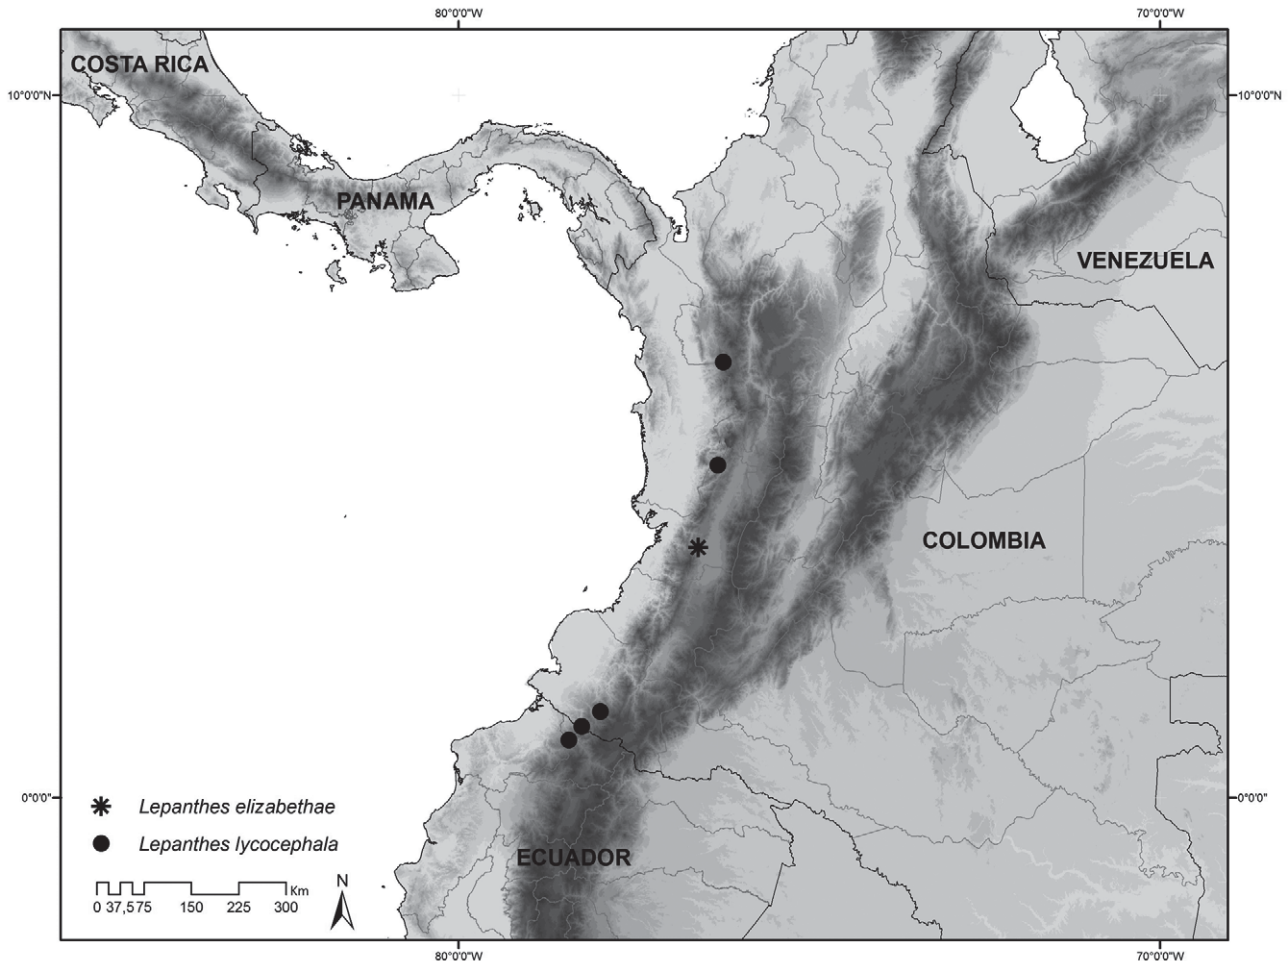 80°0'0"W 70°0'0"W
COSTA RICA
10°0'0"N 10°0'0"N
PANAMA
VENEZUELA
COLOMBIA
0°0'0" 0°0'0"
Lepanthes elizabethae
Lepanthes lycocephala
ECUADOR
Km N
0 37,575 150 225 300
80°0'0"W 70°0'0"W